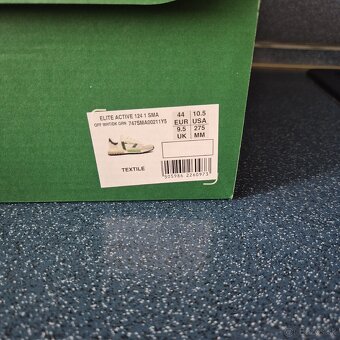 ELITE ACTIVE 124 1 SMA
OFF WHT/DK GRN 747SMA00211Y5
44 10.5
EUR USA
9.5 275
UK MM
TEXTILE